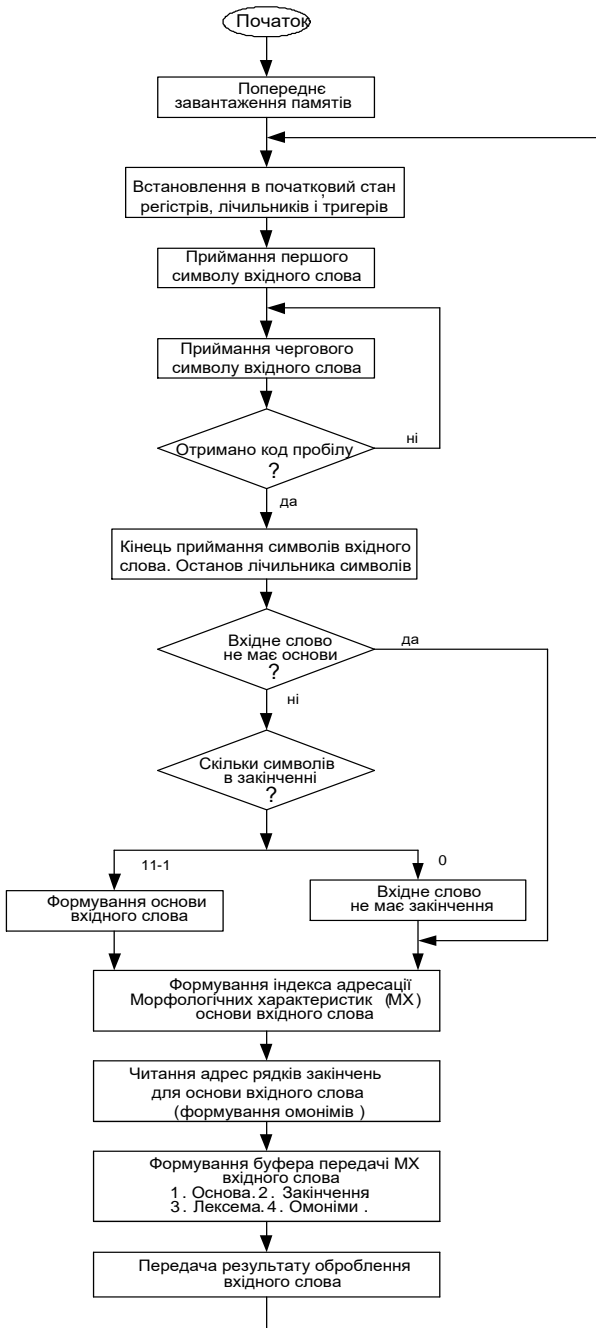 Початок
Попереднє
завантаження памятів
Встановлення в початковий стан
регістрів, лічильників і тригерів
Приймання першого
символу вхідного слова
Приймання чергового
символу вхідного слова
Отримано код пробілу
?
ні
да
Кінець приймання символів вхідного
слова. Останов лічильника символів
Вхідне слово
не має основи
?
да
ні
Скільки символів
в закінченні
?
11-1
0
Формування основи
вхідного слова
Вхідне слово
не має закінчення
Формування індекса адресації
Морфологічних характеристик (МХ)
основи вхідного слова
Читання адрес рядків закінчень
для основи вхідного слова
(формування омонімів )
Формування буфера передачі МХ
вхідного слова
1 . Основа. 2 . Закінчення
3 . Лексема. 4 . Омоніми .
Передача результату оброблення
вхідного слова